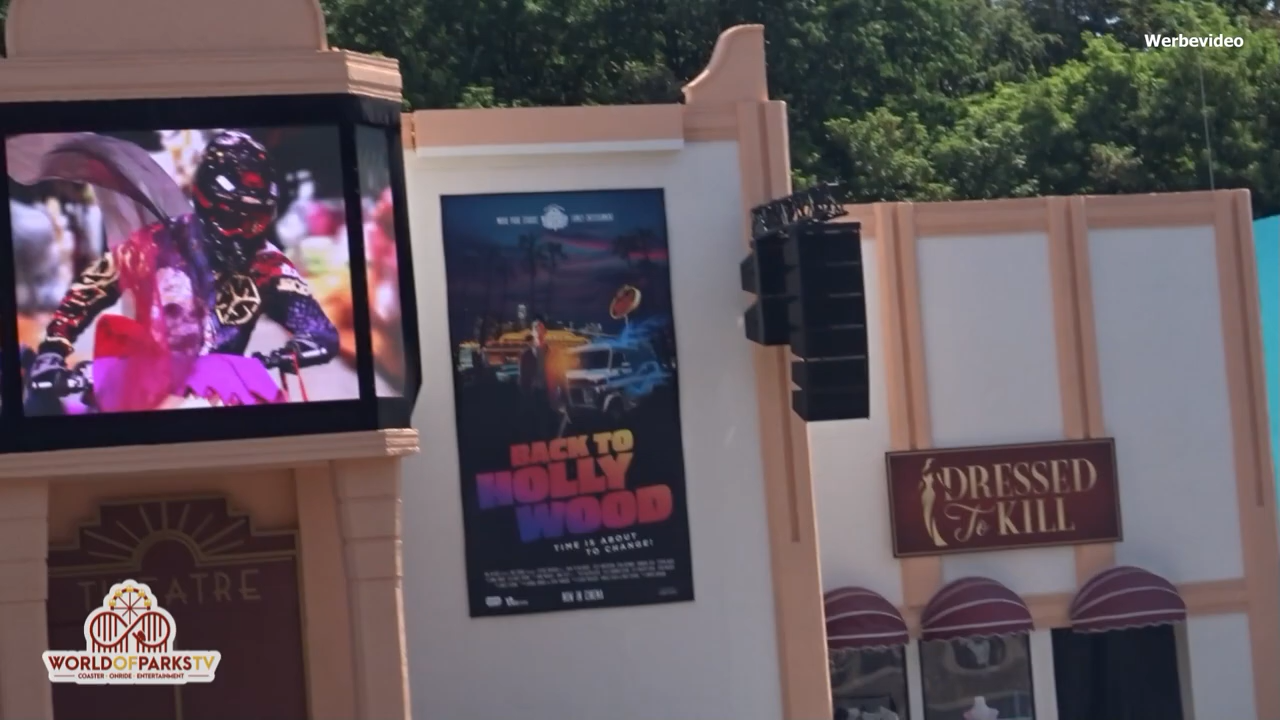 Werbevideo
BACK TO
HOLLY
WOOD
TIME IS ABOUT
TO CHANGE!
NOW IN CINEMA
DRESSED
To KILL
THEATRE
WORLDOFPARKSTV
COASTER · ONRIDE · ENTERTAINMENT